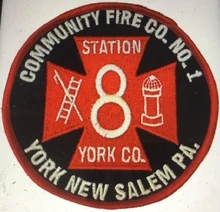 COMMUNITY FIRE CO. NO. 1
STATION
8
YORK CO.
YORK NEW SALEM PA.